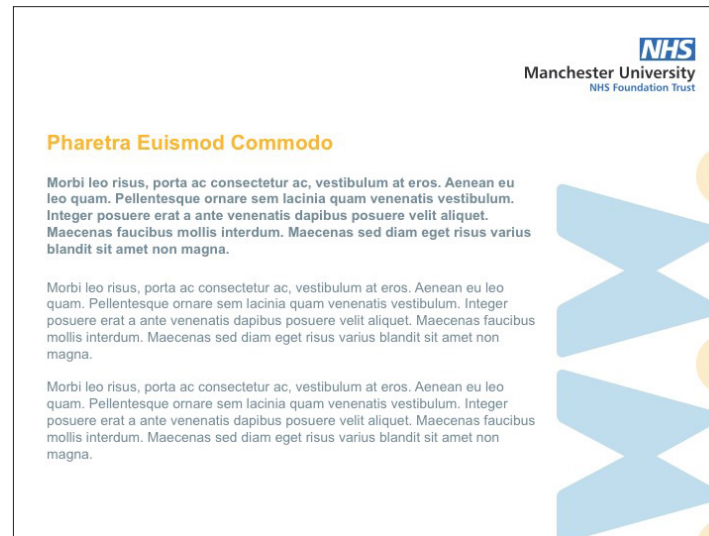 NHS
Manchester University
NHS Foundation Trust
Pharetra Euismod Commodo
Morbi leo risus, porta ac consectetur ac, vestibulum at eros. Aenean eu
leo quam. Pellentesque ornare sem lacinia quam venenatis vestibulum.
Integer posuere erat a ante venenatis dapibus posuere velit aliquet.
Maecenas faucibus mollis interdum. Maecenas sed diam eget risus varius
blandit sit amet non magna.
Morbi leo risus, porta ac consectetur ac, vestibulum at eros. Aenean eu leo
quam. Pellentesque ornare sem lacinia quam venenatis vestibulum. Integer
posuere erat a ante venenatis dapibus posuere velit aliquet. Maecenas faucibus
mollis interdum. Maecenas sed diam eget risus varius blandit sit amet non
magna.
Morbi leo risus, porta ac consectetur ac, vestibulum at eros. Aenean eu leo
quam. Pellentesque ornare sem lacinia quam venenatis vestibulum. Integer
posuere erat a ante venenatis dapibus posuere velit aliquet. Maecenas faucibus
mollis interdum. Maecenas sed diam eget risus varius blandit sit amet non
magna.